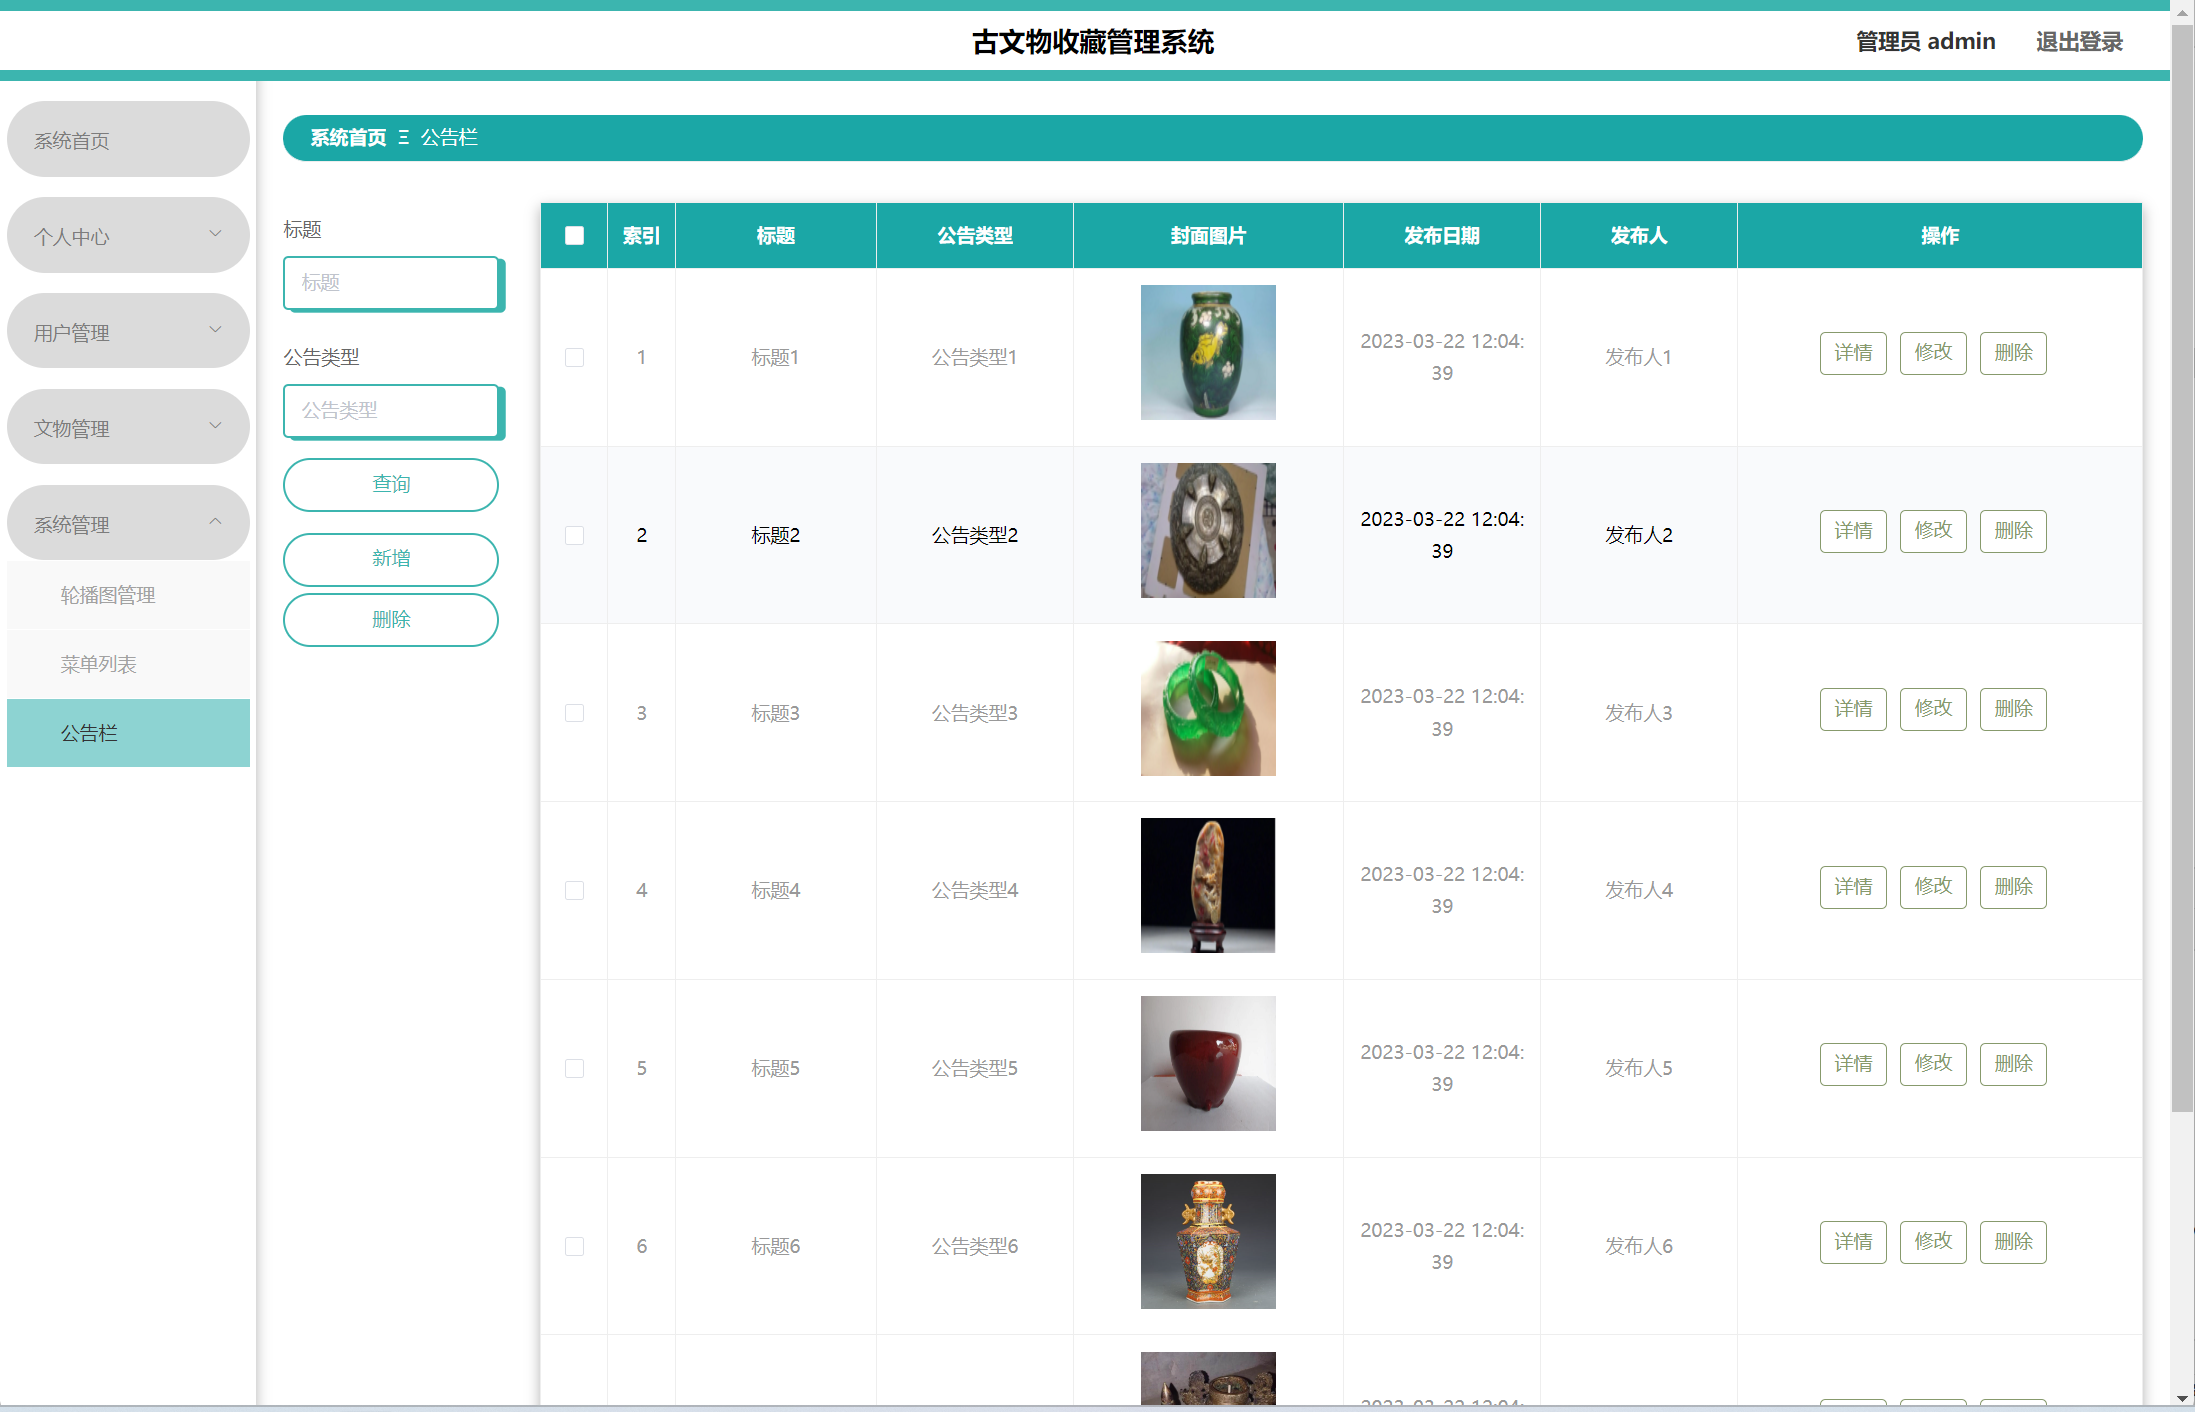 古文物收藏管理系统
管理员 admin
退出登录
系统首页
个人中心
用户管理
文物管理
系统管理
轮播图管理
菜单列表
公告栏
系统首页 Ξ 公告栏
标题
标题
公告类型
公告类型
查询
新增
删除
索引 标题 公告类型 封面图片 发布日期 发布人 操作
1 标题1 公告类型1 2023-03-22 12:04:39 发布人1 详情 修改 删除
2 标题2 公告类型2 2023-03-22 12:04:39 发布人2 详情 修改 删除
3 标题3 公告类型3 2023-03-22 12:04:39 发布人3 详情 修改 删除
4 标题4 公告类型4 2023-03-22 12:04:39 发布人4 详情 修改 删除
5 标题5 公告类型5 2023-03-22 12:04:39 发布人5 详情 修改 删除
6 标题6 公告类型6 2023-03-22 12:04:39 发布人6 详情 修改 删除